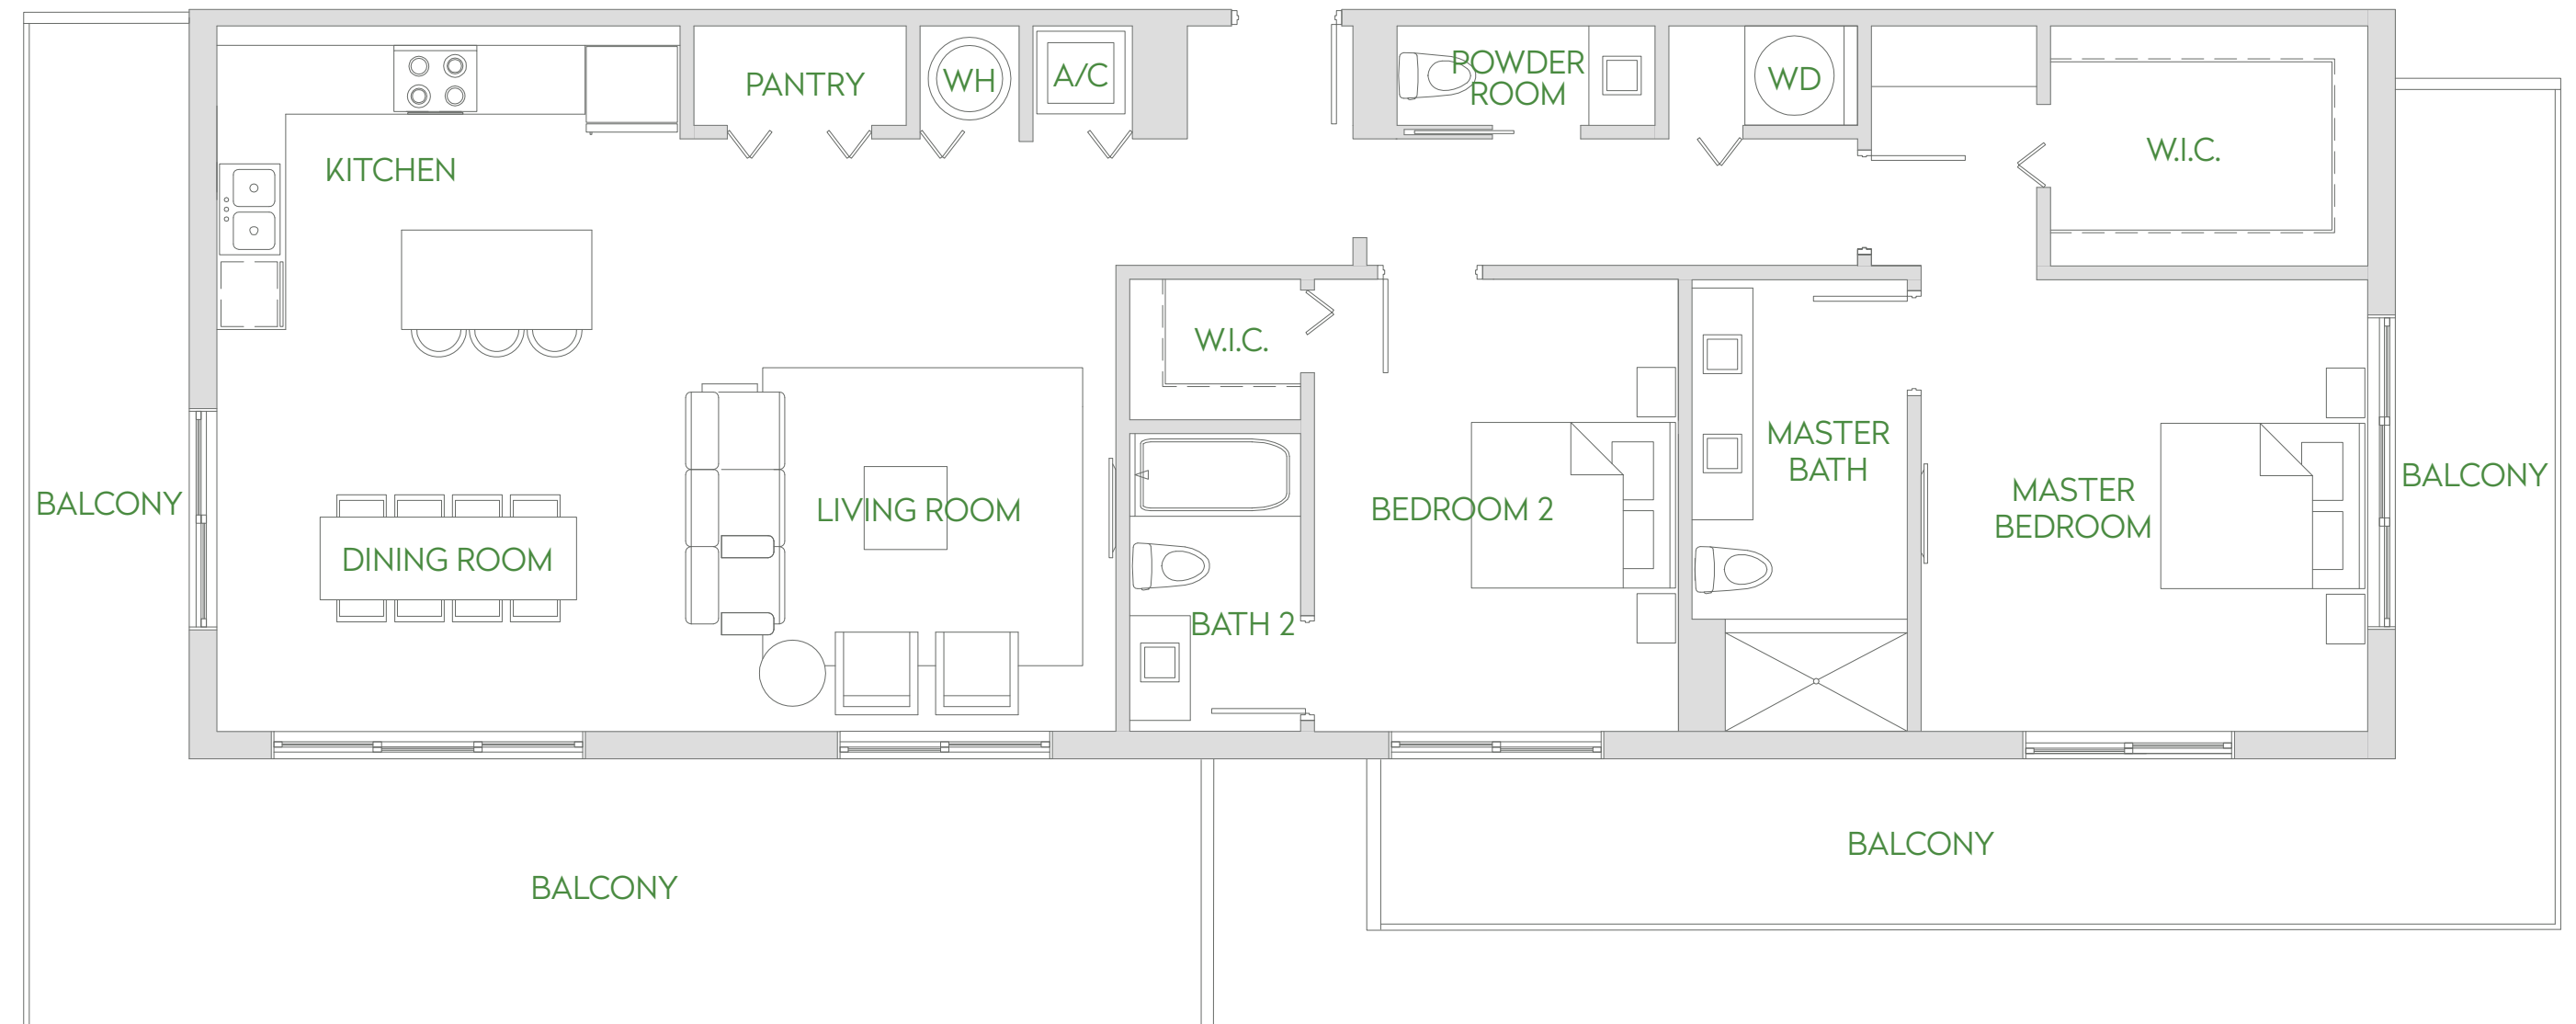 PANTRY
WH
A/C
POWDER
ROOM
WD
W.I.C.
KITCHEN
W.I.C.
MASTER
BATH
BALCONY
DINING ROOM
LIVING ROOM
BEDROOM 2
MASTER
BEDROOM
BALCONY
BATH 2
BALCONY
BALCONY